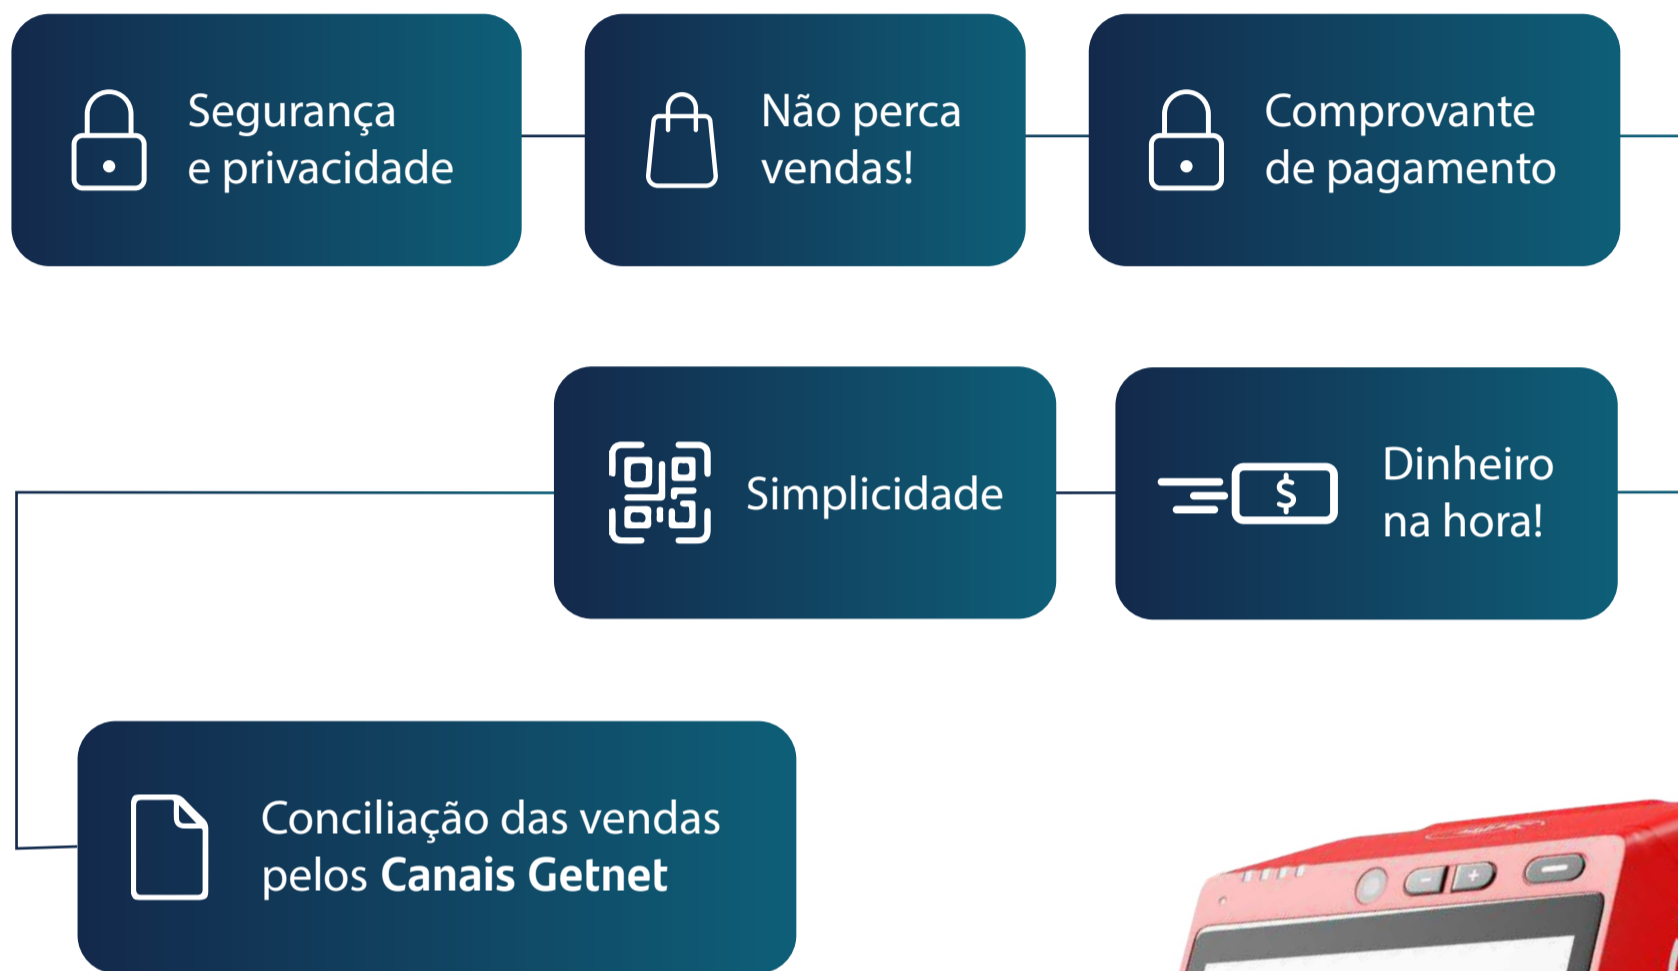 Segurança
e privacidade
Não perca
vendas!
Comprovante
de pagamento
Simplicidade
$
Dinheiro
na hora!
Conciliação das vendas
pelos Canais Getnet